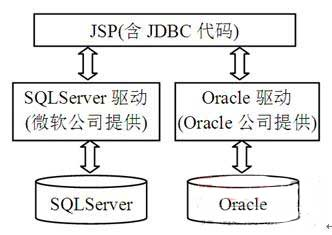 JSP(含 JDBC 代码)
SQLServer 驱动
(微软公司提供)
Oracle 驱动
(Oracle 公司提供)
SQLServer
Oracle